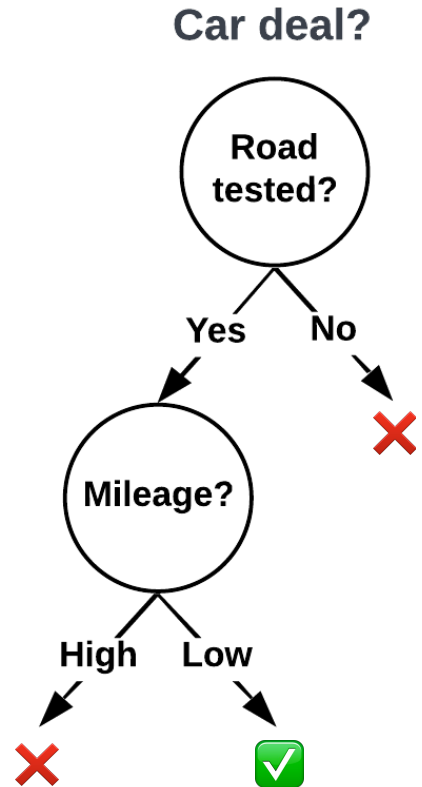 Car deal?
Road
tested?
Yes
No
Mileage?
High
Low